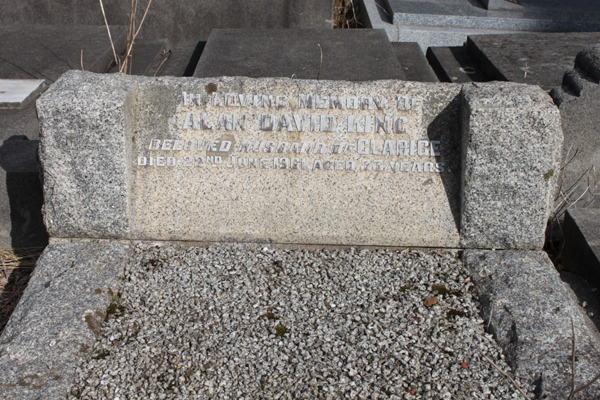 IN LOVING MEMORY OF
ALAN DAVID KING
BELOVED HUSBAND OF CLARICE
DIED 22ND JUNE 1961, AGED 73 YEARS.